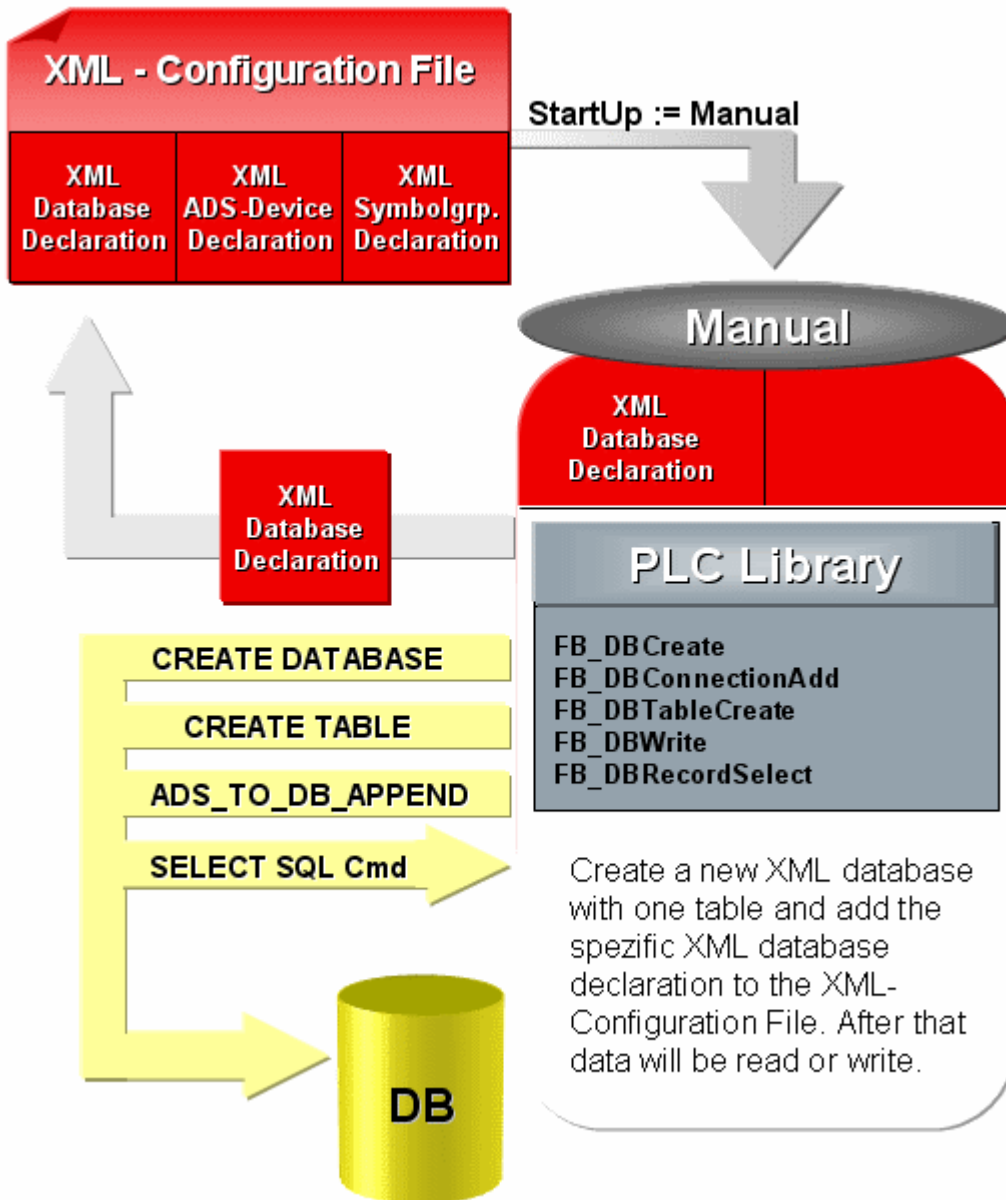 XML - Configuration File
StartUp := Manual
XML
Database
Declaration
XML
ADS-Device
Declaration
XML
Symbolgrp.
Declaration
Manual
XML
Database
Declaration
XML
Database
Declaration
PLC Library
FB_DBCreate
FB_DBConnectionAdd
FB_DBTableCreate
FB_DBWrite
FB_DBRecordSelect
CREATE DATABASE
CREATE TABLE
ADS_TO_DB_APPEND
SELECT SQL Cmd
Create a new XML database
with one table and add the
spezific XML database
declaration to the XML-
Configuration File. After that
data will be read or write.
DB